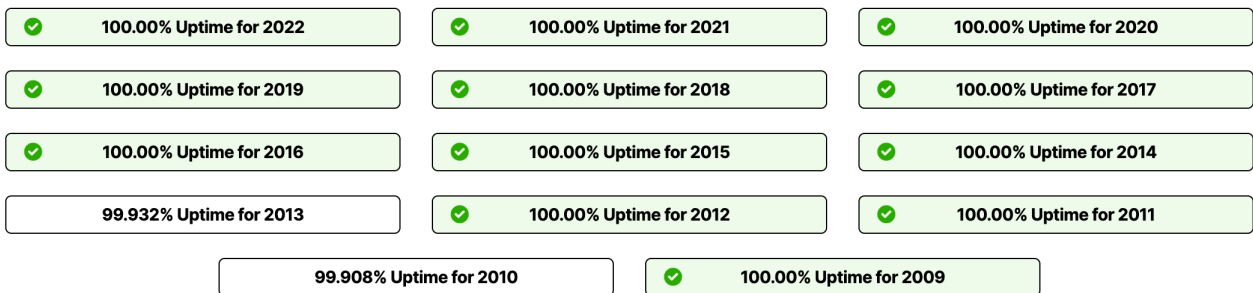 100.00% Uptime for 2022
100.00% Uptime for 2021
100.00% Uptime for 2020
100.00% Uptime for 2019
100.00% Uptime for 2018
100.00% Uptime for 2017
100.00% Uptime for 2016
100.00% Uptime for 2015
100.00% Uptime for 2014
99.932% Uptime for 2013
100.00% Uptime for 2012
100.00% Uptime for 2011
99.908% Uptime for 2010
100.00% Uptime for 2009